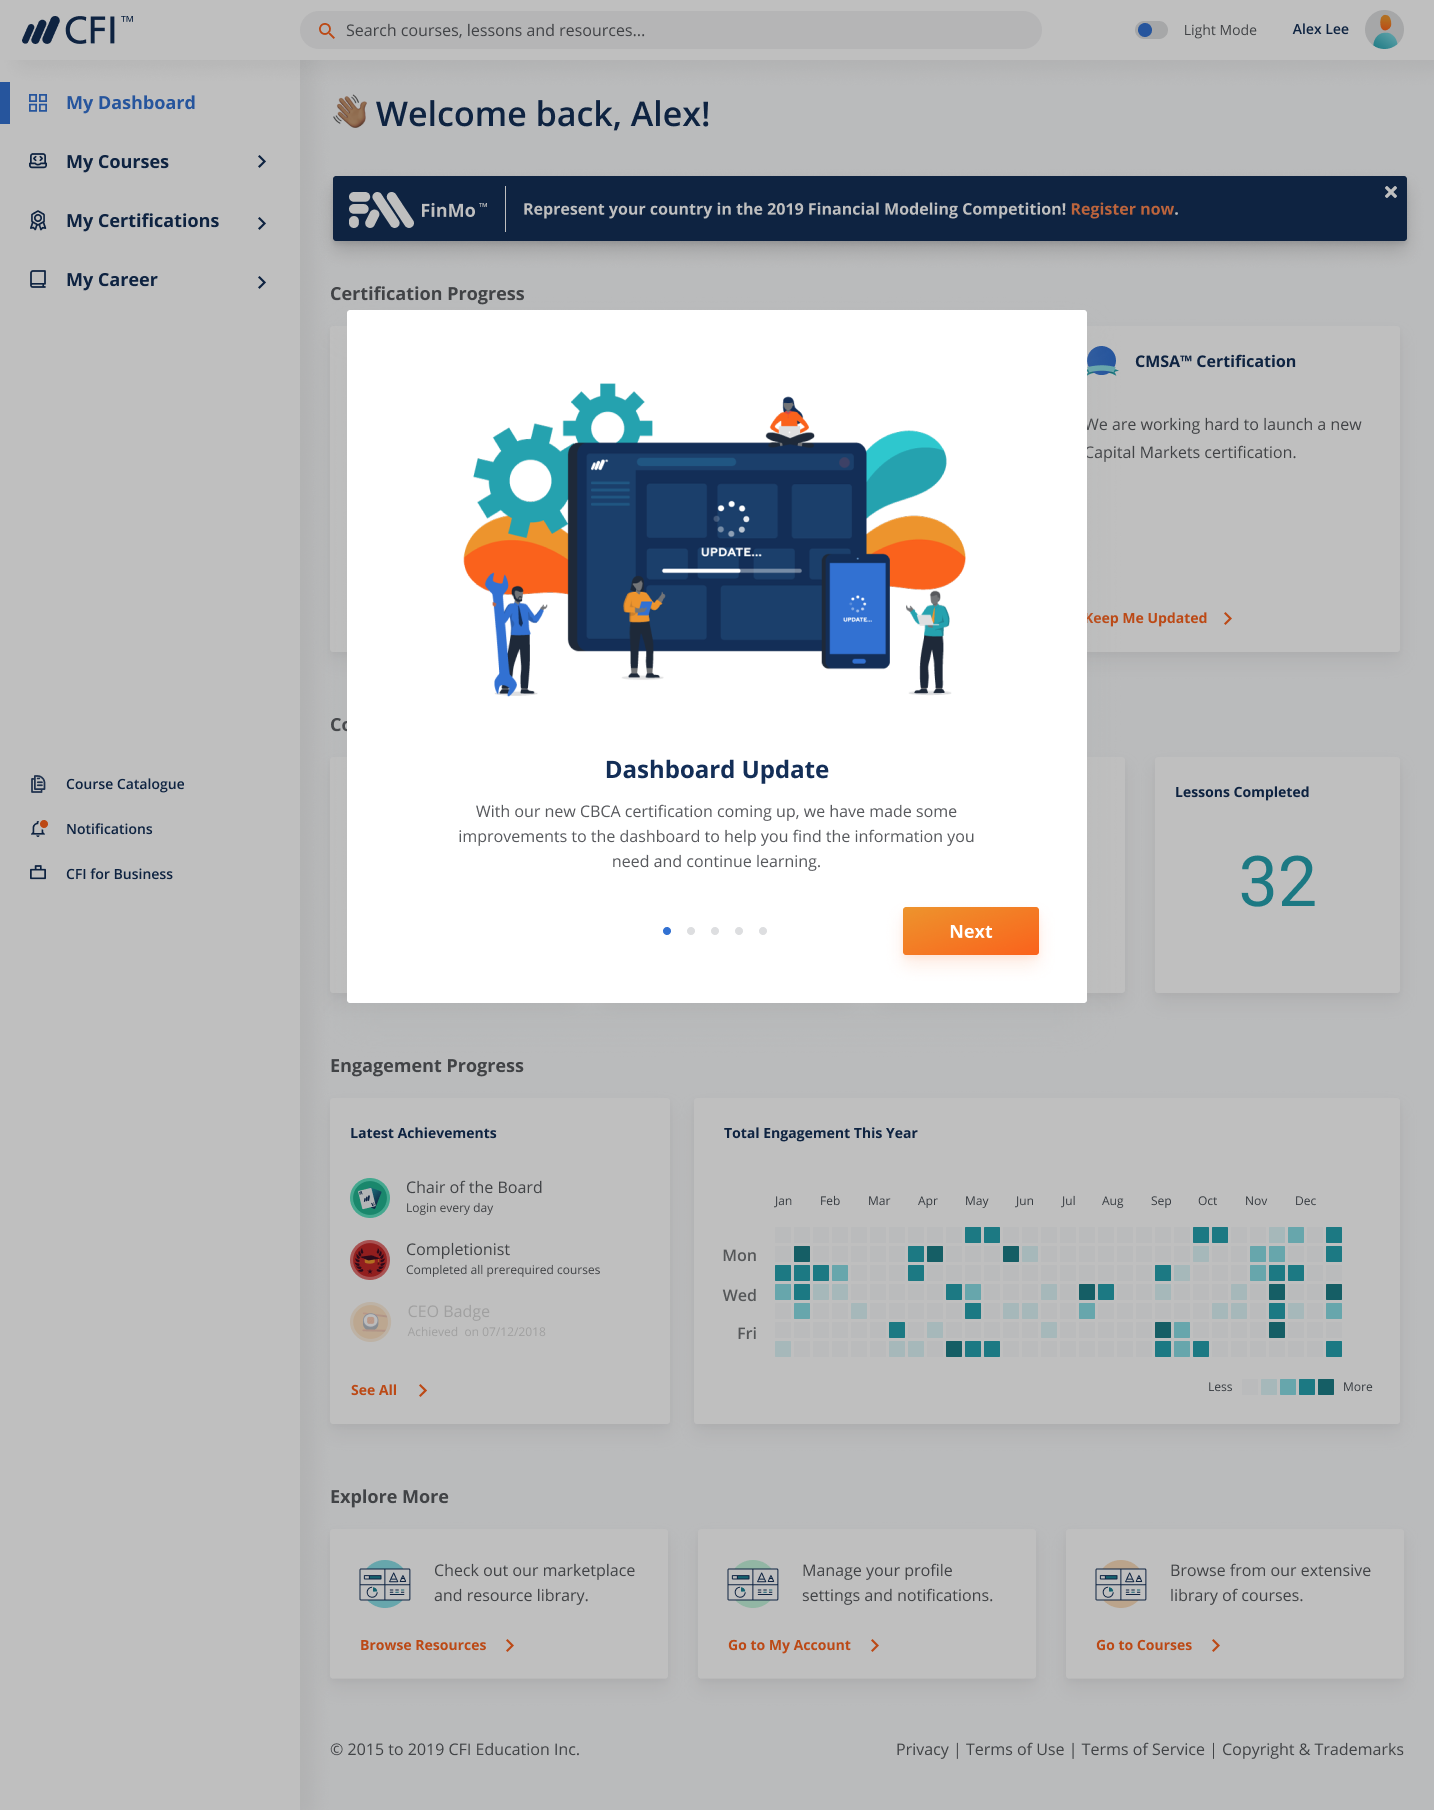 CFI™
Search courses, lessons and resources...
Light Mode
Alex Lee
My Dashboard
My Courses
My Certifications
My Career
Course Catalogue
Notifications
CFI for Business
Welcome back, Alex!
FinMo™
Represent your country in the 2019 Financial Modeling Competition! Register now.
Certification Progress
CMSA™ Certification
We are working hard to launch a new
Capital Markets certification.
Keep Me Updated
UPDATE...
UPDATE...
Dashboard Update
With our new CBCA certification coming up, we have made some
improvements to the dashboard to help you find the information you
need and continue learning.
Next
Lessons Completed
32
Engagement Progress
Latest Achievements
Chair of the Board
Login every day
Completionist
Completed all prerequired courses
CEO Badge
Achieved on 07/12/2018
See All
Total Engagement This Year
Jan Feb Mar Apr May Jun Jul Aug Sep Oct Nov Dec
Mon
Wed
Fri
Less More
Explore More
Check out our marketplace
and resource library.
Browse Resources
Manage your profile
settings and notifications.
Go to My Account
Browse from our extensive
library of courses.
Go to Courses
© 2015 to 2019 CFI Education Inc.
Privacy | Terms of Use | Terms of Service | Copyright & Trademarks